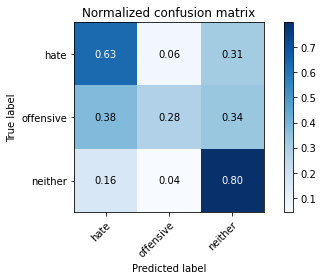 Normalized confusion matrix
True label
hate
0.63 0.06 0.31
offensive
0.38 0.28 0.34
neither
0.16 0.04 0.80
hate
offensive
neither
Predicted label
0.7
0.6
0.5
0.4
0.3
0.2
0.1